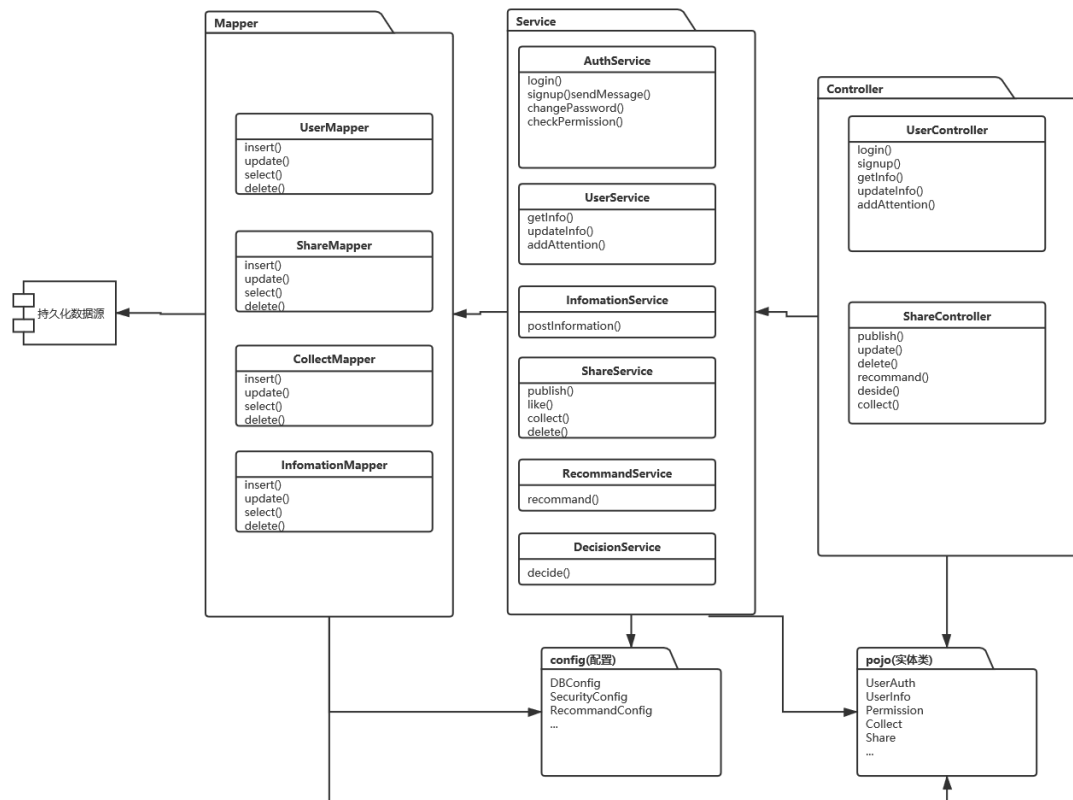 Mapper
UserMapper
insert()
update()
select()
delete()
ShareMapper
insert()
update()
select()
delete()
CollectMapper
insert()
update()
select()
delete()
InfomationMapper
insert()
update()
select()
delete()
持久化数据源
Service
AuthService
login()
signup()sendMessage()
changePassword()
checkPermission()
UserService
getInfo()
updateInfo()
addAttention()
InfomationService
postInformation()
ShareService
publish()
like()
collect()
delete()
RecommandService
recommand()
DecisionService
decide()
Controller
UserController
login()
signup()
getInfo()
updateInfo()
addAttention()
ShareController
publish()
update()
delete()
recommand()
deside()
collect()
config(配置)
DBConfig
SecurityConfig
RecommandConfig
...
pojo(实体类)
UserAuth
UserInfo
Permission
Collect
Share
...